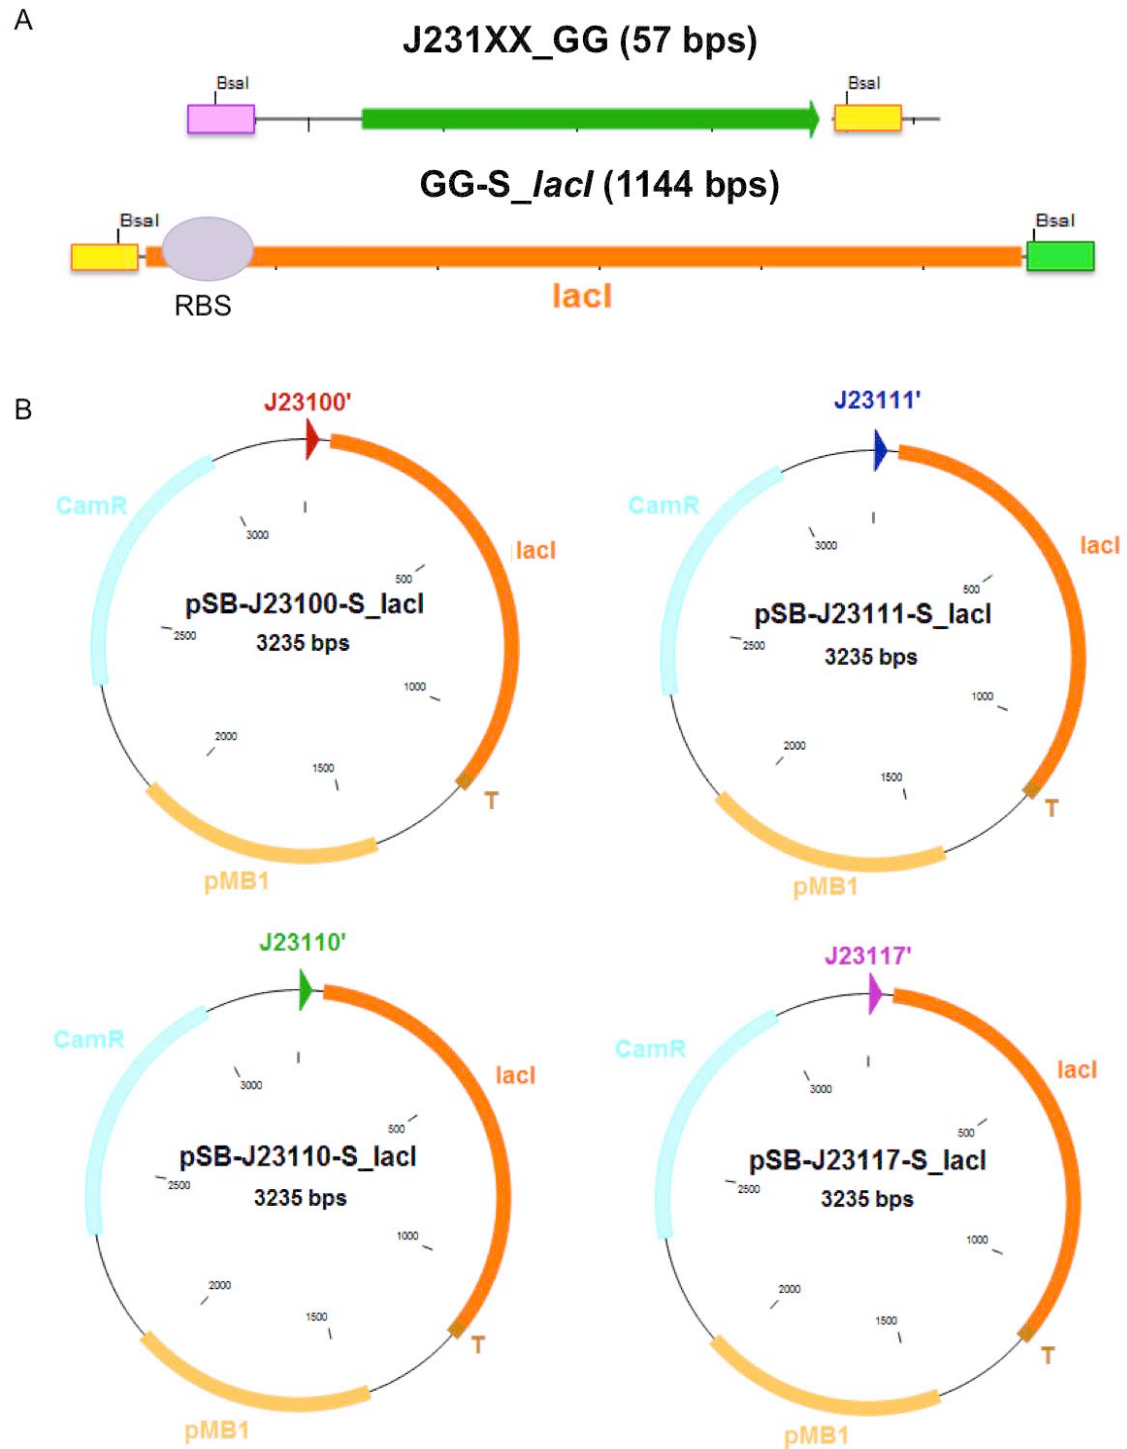 A
J231XX_GG (57 bps)
BsaI BsaI
GG-S_lacI (1144 bps)
BsaI BsaI
RBS
lacI
B
J23100' J23111'
CamR CamR
3000 3000
lacI lacI
500 500
pSB-J23100-S_lacI pSB-J23111-S_lacI
2500 2500
3235 bps 3235 bps
1000 1000
2000 2000
1500 1500
T T
pMB1 pMB1
J23110' J23117'
CamR CamR
3000 3000
lacI lacI
500 500
pSB-J23110-S_lacI pSB-J23117-S_lacI
2500 2500
3235 bps 3235 bps
1000 1000
2000 2000
1500 1500
T T
pMB1 pMB1